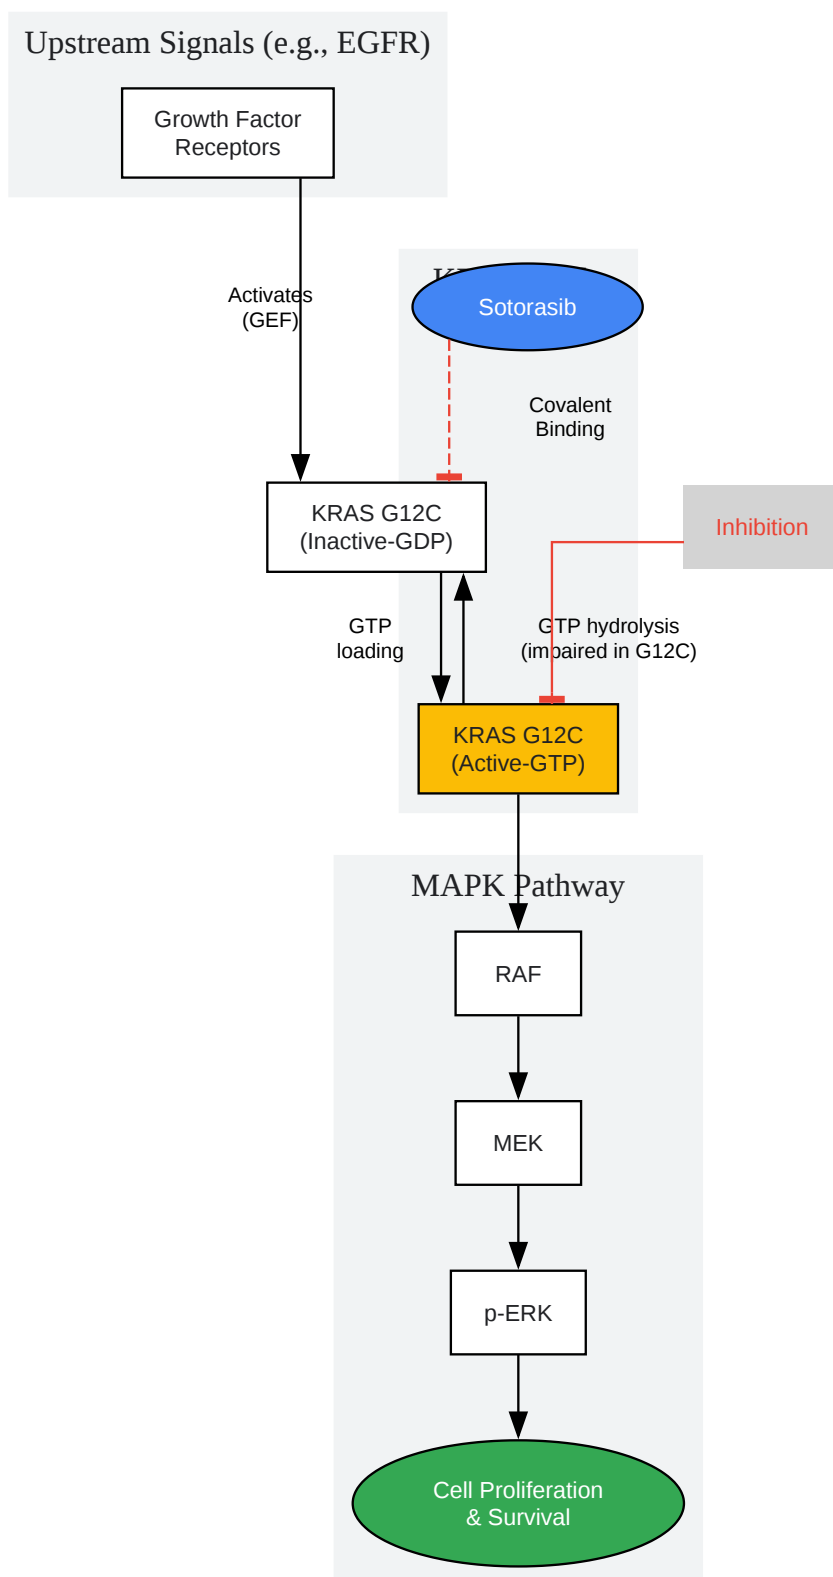 Upstream Signals (e.g., EGFR)
Growth Factor
Receptors
Activates
(GEF)
Sotorasib
Covalent
Binding
KRAS G12C
(Inactive-GDP)
Inhibition
GTP
loading
GTP hydrolysis
(impaired in G12C)
KRAS G12C
(Active-GTP)
MAPK Pathway
RAF
MEK
p-ERK
Cell Proliferation
& Survival